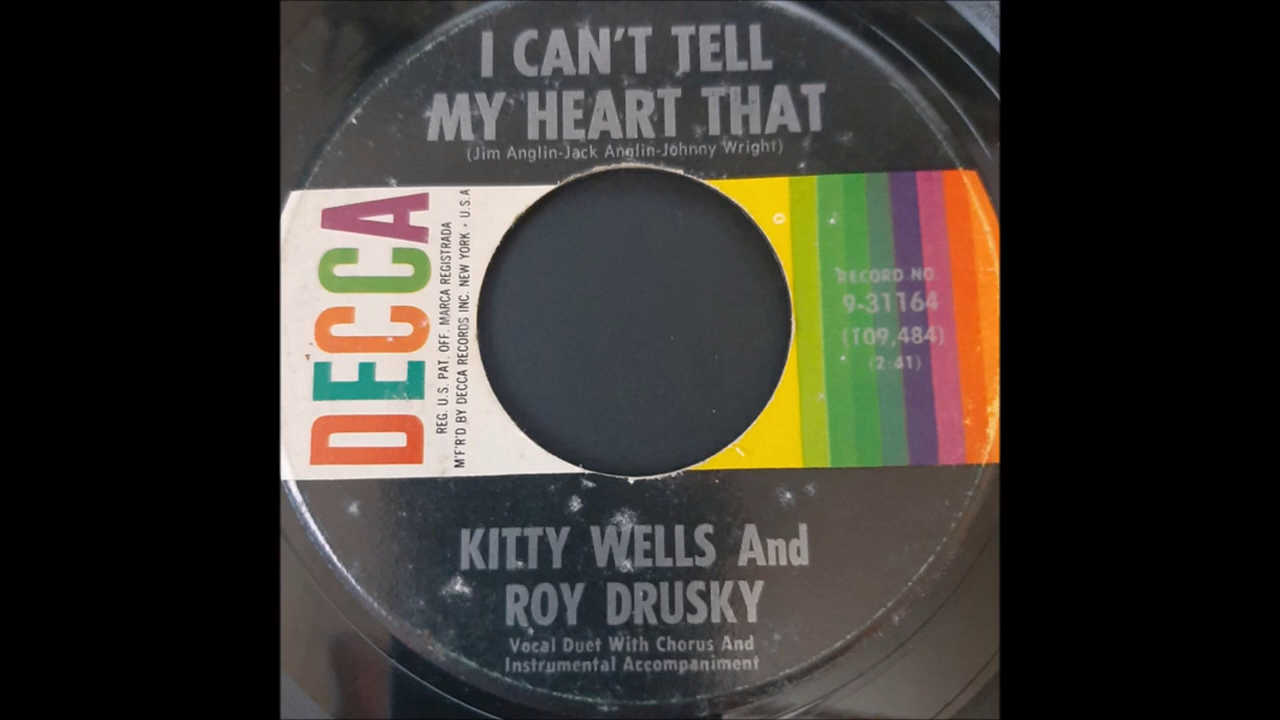 I CAN'T TELL
MY HEART THAT
(Jim Anglin-Jack Anglin-Johnny Wright)
DECCA
REG. U.S. PAT. OFF. MARCA REGISTRADA
M'F'R'D BY DECCA RECORDS INC. NEW YORK • U.S.A
RECORD NO
9-31164
(109,484)
(2:41)
KITTY WELLS And
ROY DRUSKY
Vocal Duet With Chorus And
Instrumental Accompaniment